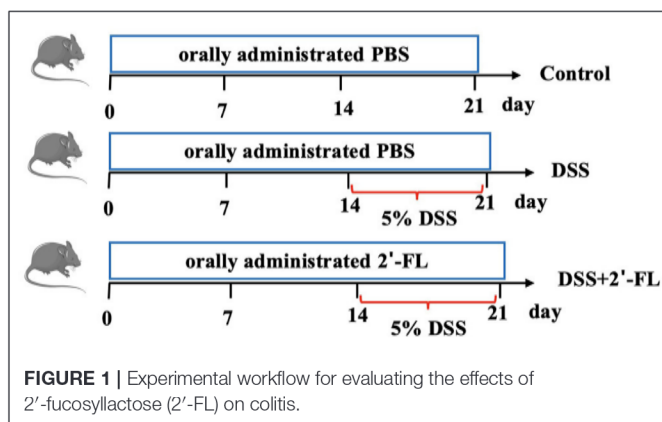 orally administrated PBS
Control
0 7 14 21 day
orally administrated PBS
DSS
0 7 14 21 day
5% DSS
orally administrated 2'-FL
DSS+2'-FL
0 7 14 21 day
5% DSS
FIGURE 1 | Experimental workflow for evaluating the effects of
2′-fucosyllactose (2′-FL) on colitis.